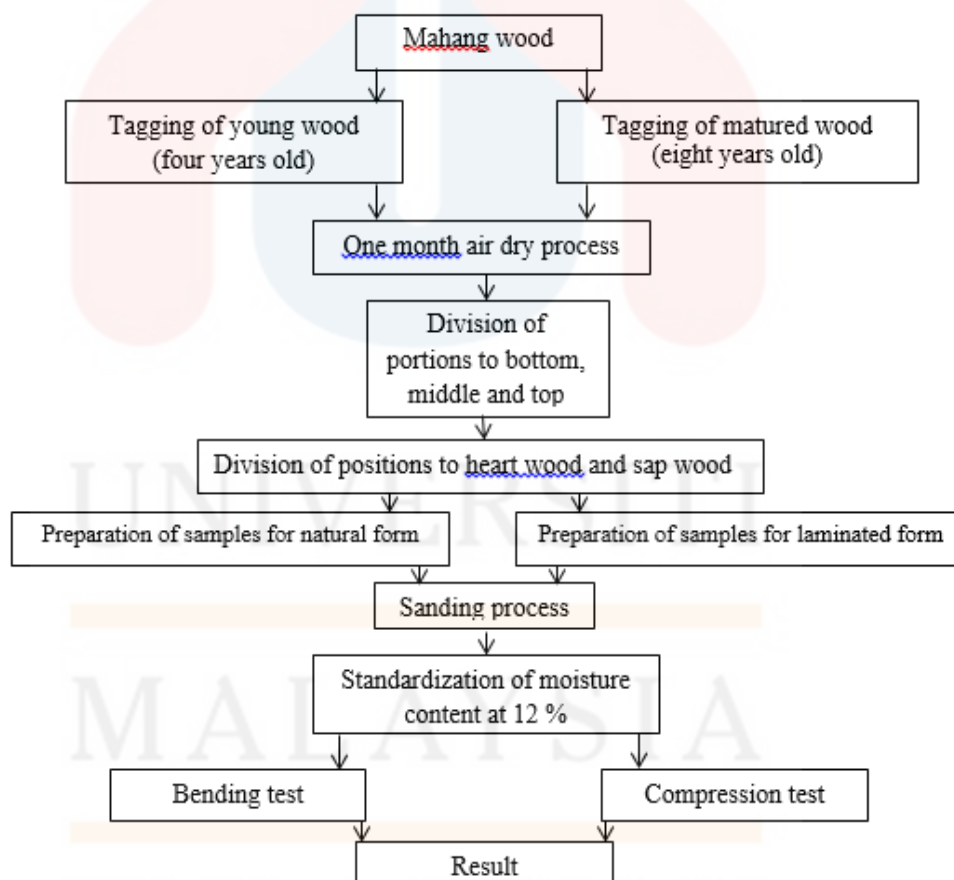 Mahang wood
Tagging of young wood
(four years old)
Tagging of matured wood
(eight years old)
One month air dry process
Division of
portions to bottom,
middle and top
Division of positions to heart wood and sap wood
Preparation of samples for natural form
Preparation of samples for laminated form
Sanding process
Standardization of moisture
content at 12 %
Bending test
Compression test
Result
UNIVERSITI
MALAYSIA